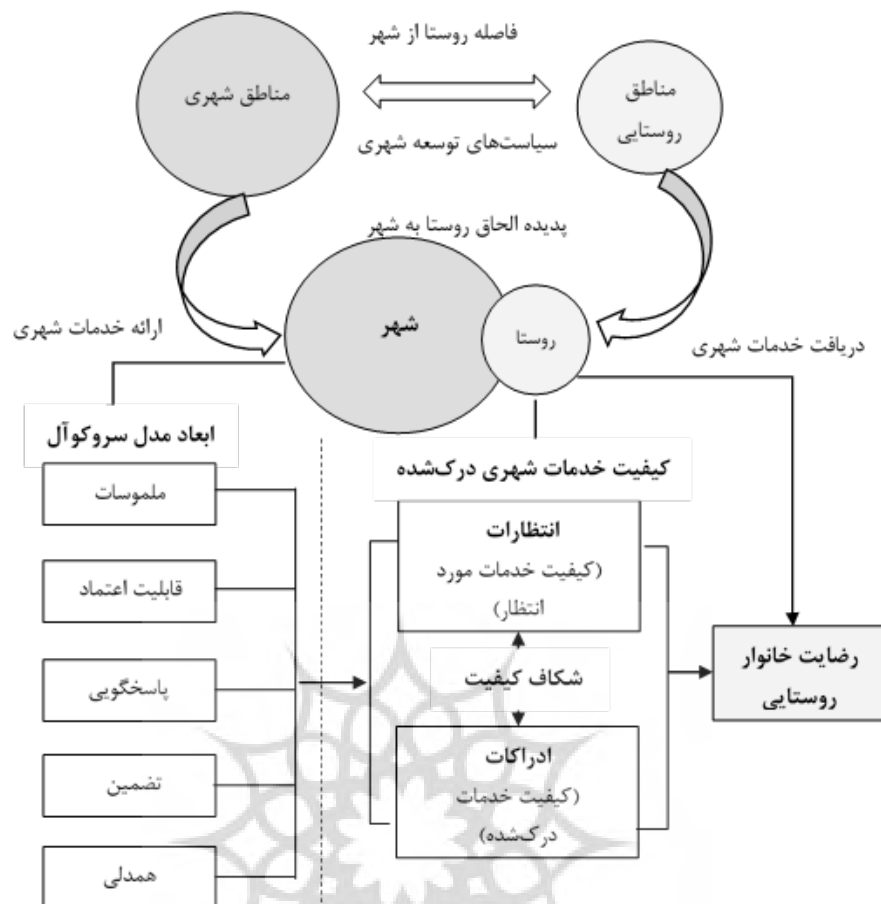 فاصله روستا از شهر
مناطق
روستایی
مناطق شهری
سیاست‌های توسعه شهری
پدیده الحاق روستا به شهر
شهر
روستا
ارائه خدمات شهری
دریافت خدمات شهری
ابعاد مدل سروکوآل
کیفیت خدمات شهری درک‌شده
ملموسات
قابلیت اعتماد
پاسخگویی
تضمین
همدلی
انتظارات
(کیفیت خدمات مورد
انتظار)
شکاف کیفیت
ادراکات
(کیفیت خدمات
درک‌شده)
رضایت خانوار
روستایی